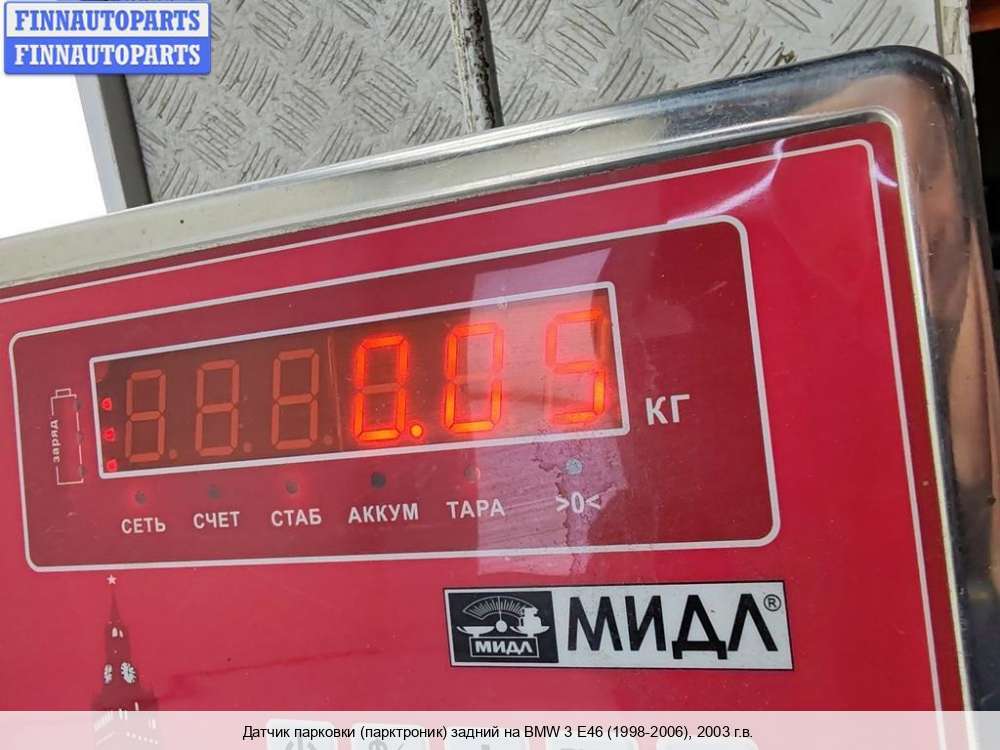 FINNAUTOPARTS
FINNAUTOPARTS
0.05
КГ
заряд
СЕТЬ СЧЕТ СТАБ АККУМ ТАРА >0<
МИДЛ МИДЛ®
Датчик парковки (парктроник) задний на BMW 3 E46 (1998-2006), 2003 г.в.